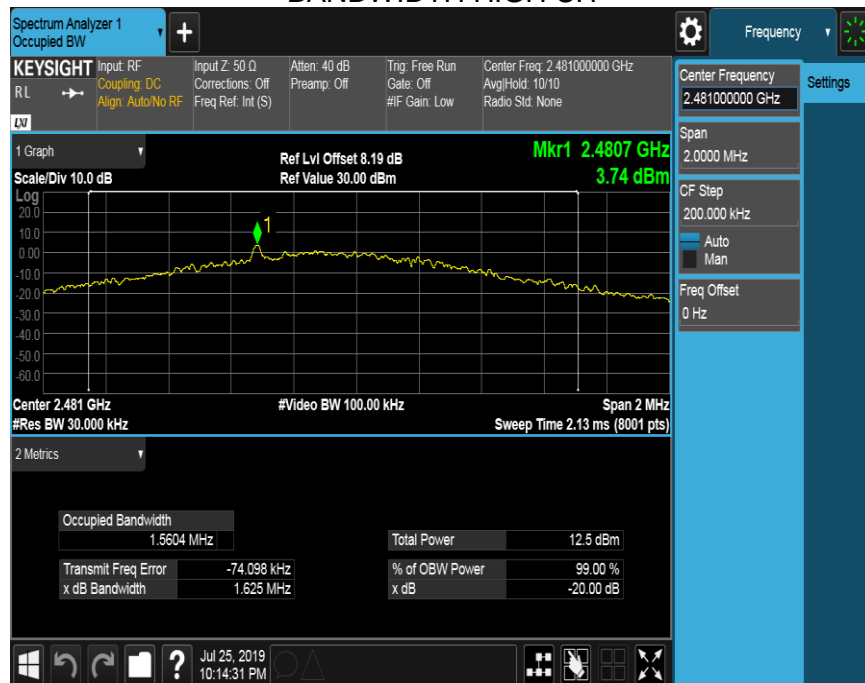 Spectrum Analyzer 1
Occupied BW
+
Frequency
KEYSIGHT Input: RF Input Z: 50 Ω Atten: 40 dB Trig: Free Run Center Freq: 2.481000000 GHz
RL Coupling: DC Corrections: Off Preamp: Off Gate: Off Avg|Hold: 10/10
Align: Auto/No RF Freq Ref: Int (S) #IF Gain: Low Radio Std: None
LXI
Center Frequency
2.481000000 GHz
Settings
Span
2.0000 MHz
CF Step
200.000 kHz
Auto
Man
Freq Offset
0 Hz
1 Graph Ref Lvl Offset 8.19 dB Mkr1 2.4807 GHz
Scale/Div 10.0 dB Ref Value 30.00 dBm 3.74 dBm
Log
20.0
1
10.0
0.00
-10.0
-20.0
-30.0
-40.0
-50.0
-60.0
Center 2.481 GHz #Video BW 100.00 kHz Span 2 MHz
#Res BW 30.000 kHz Sweep Time 2.13 ms (8001 pts)
2 Metrics
Occupied Bandwidth
1.5604 MHz Total Power 12.5 dBm
Transmit Freq Error -74.098 kHz % of OBW Power 99.00 %
x dB Bandwidth 1.625 MHz x dB -20.00 dB
? Jul 25, 2019
10:14:31 PM